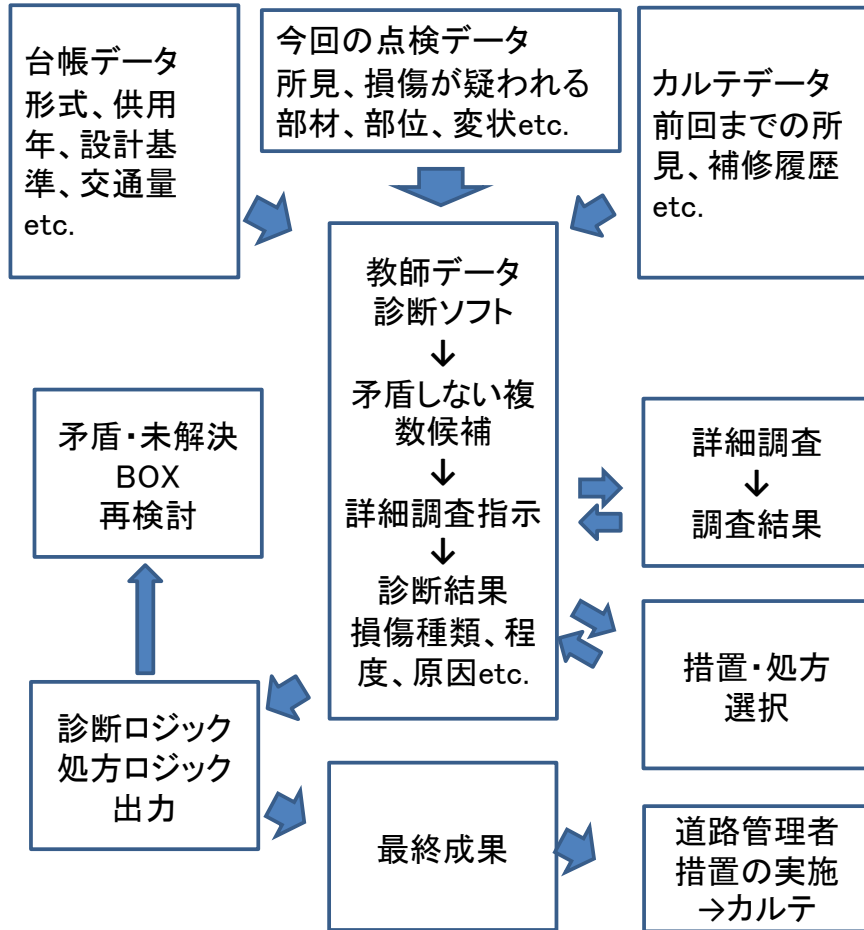 台帳データ
形式、供用
年、設計基
準、交通量
etc.
今回の点検データ
所見、損傷が疑われる
部材、部位、変状etc.
カルテデータ
前回までの所
見、補修履歴
etc.
教師データ
診断ソフト
↓
矛盾しない複
数候補
↓
詳細調査指示
↓
診断結果
損傷種類、程
度、原因etc.
矛盾・未解決
BOX
再検討
詳細調査
↓
調査結果
措置・処方
選択
診断ロジック
処方ロジック
出力
最終成果
道路管理者
措置の実施
→カルテ